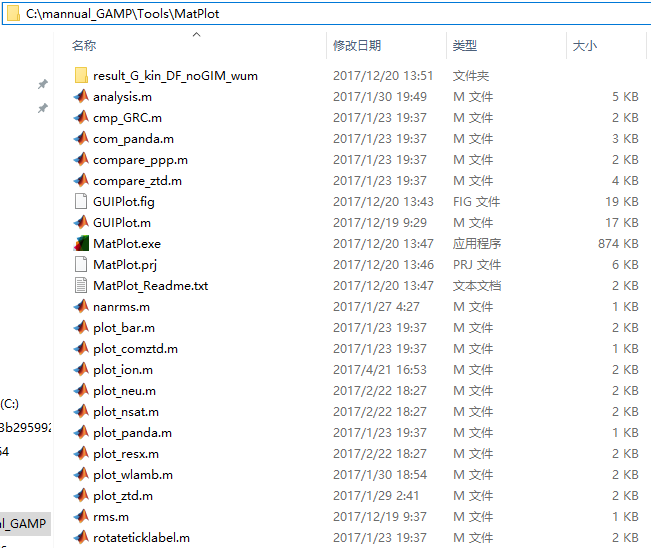 C:\mannual_GAMP\Tools\MatPlot
名称 修改日期 类型 大小
result_G_kin_DF_noGIM_wum 2017/12/20 13:51 文件夹
analysis.m 2017/1/30 19:49 M 文件 5 KB
cmp_GRC.m 2017/1/23 19:37 M 文件 2 KB
com_panda.m 2017/1/23 19:37 M 文件 3 KB
compare_ppp.m 2017/1/23 19:37 M 文件 2 KB
compare_ztd.m 2017/1/23 19:37 M 文件 4 KB
GUIPlot.fig 2017/12/20 13:43 FIG 文件 19 KB
GUIPlot.m 2017/12/19 9:29 M 文件 17 KB
MatPlot.exe 2017/12/20 13:47 应用程序 874 KB
MatPlot.prj 2017/12/20 13:46 PRJ 文件 6 KB
MatPlot_Readme.txt 2017/12/20 13:47 文本文档 2 KB
nanrms.m 2017/1/27 4:27 M 文件 1 KB
plot_bar.m 2017/1/23 19:37 M 文件 2 KB
plot_comztd.m 2017/1/23 19:37 M 文件 2 KB
plot_ion.m 2017/4/21 16:53 M 文件 2 KB
plot_neu.m 2017/2/22 18:27 M 文件 2 KB
(C:)
plot_nsat.m 2017/2/22 18:27 M 文件 2 KB
3b295992
plot_panda.m 2017/1/23 19:37 M 文件 1 KB
54
plot_resx.m 2017/2/22 18:27 M 文件 2 KB
plot_wlamb.m 2017/1/30 18:54 M 文件 2 KB
plot_ztd.m 2017/1/29 2:41 M 文件 2 KB
al_GAMP
rms.m 2017/12/19 9:37 M 文件 1 KB
rotateticklabel.m 2017/1/23 19:37 M 文件 2 KB